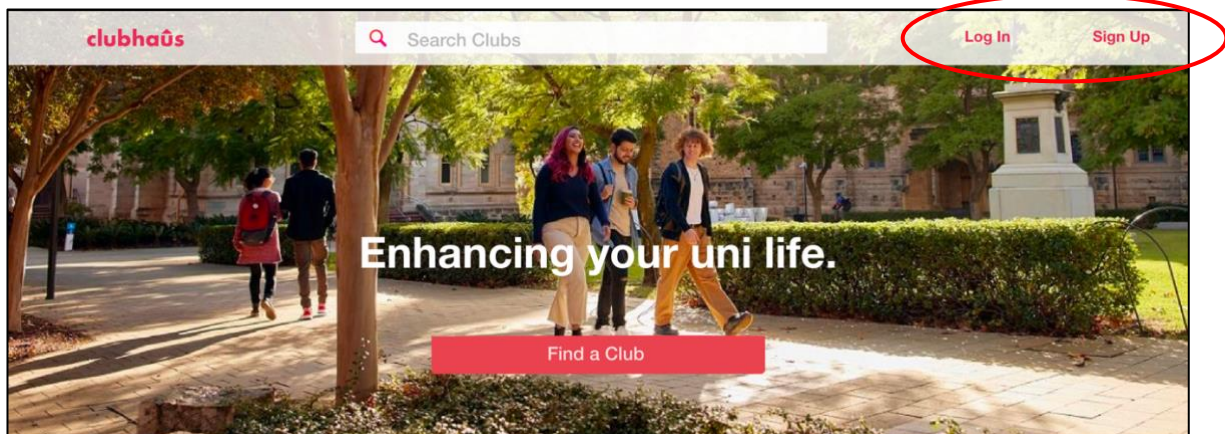 clubhaûs
Search Clubs
Log In
Sign Up
Enhancing your uni life.
Find a Club